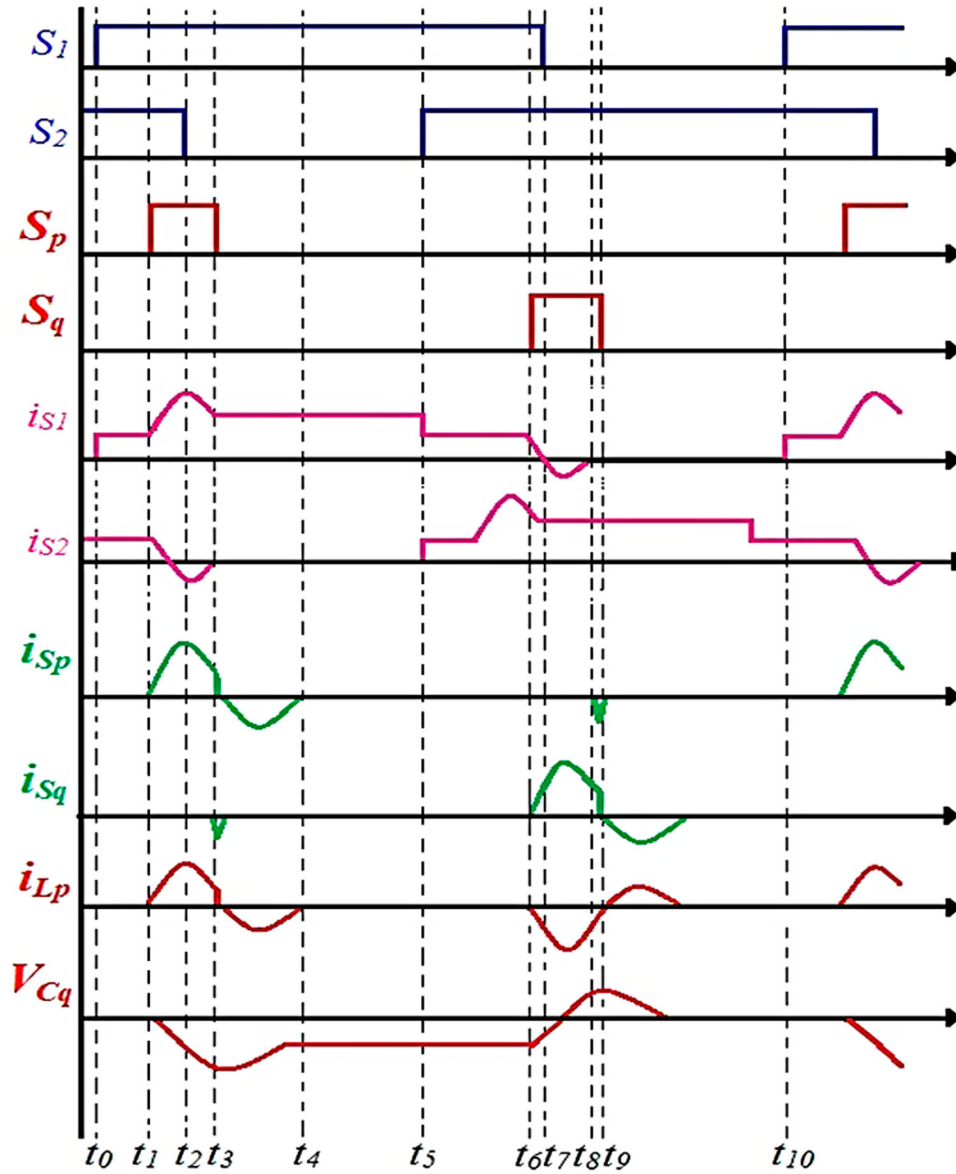 S1
S2
Sp
Sq
iS1
iS2
iSp
iSq
iLp
VCq
t0 t1 t2 t3 t4 t5 t6 t7 t8 t9 t10